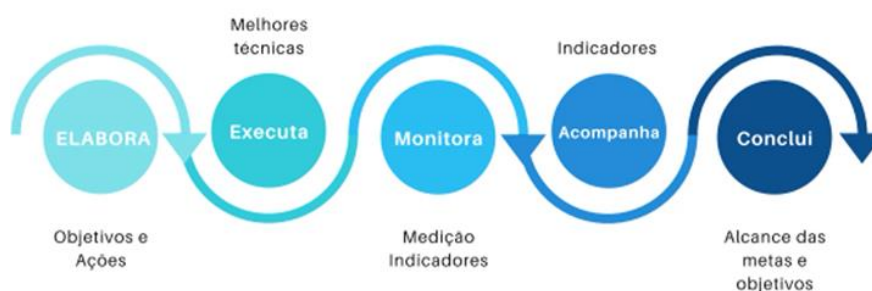 Melhores
técnicas
Indicadores
ELABORA
Executa
Monitora
Acompanha
Conclui
Objetivos e
Ações
Medição
Indicadores
Alcance das
metas e
objetivos